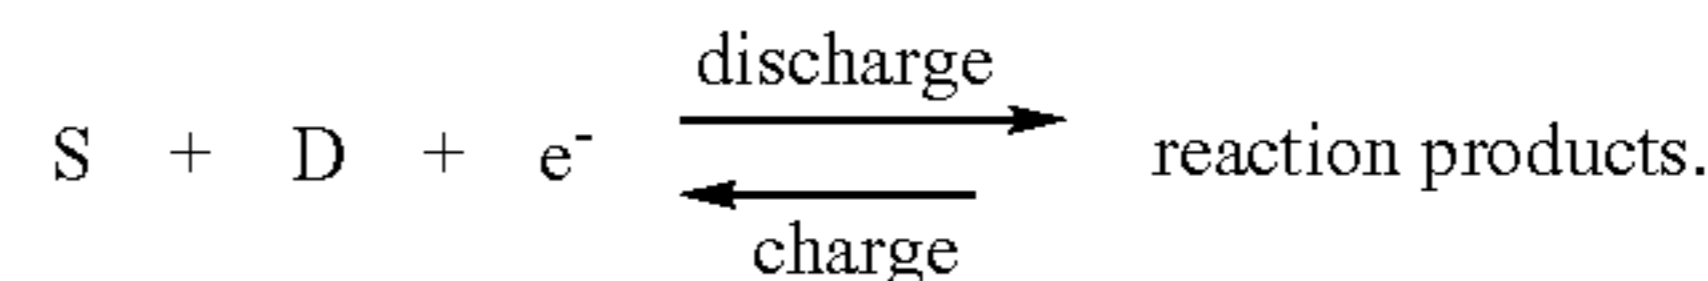 discharge
S + D + e⁻ reaction products.
charge